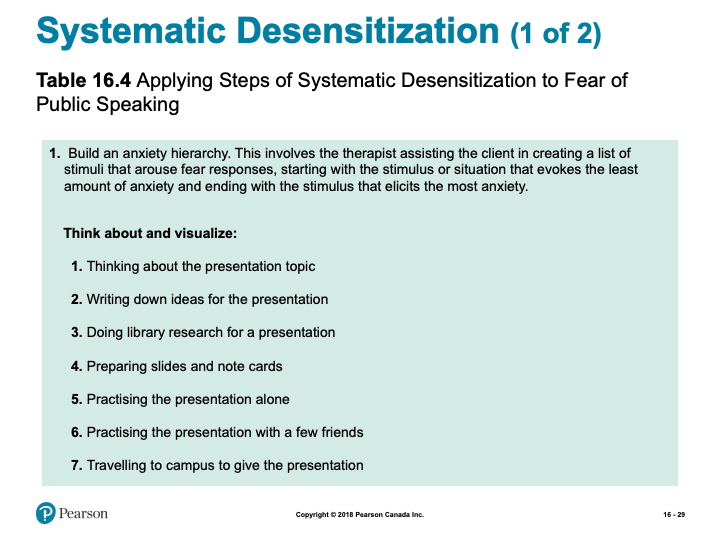 Systematic Desensitization (1 of 2)
Table 16.4 Applying Steps of Systematic Desensitization to Fear of
Public Speaking
1. Build an anxiety hierarchy. This involves the therapist assisting the client in creating a list of
stimuli that arouse fear responses, starting with the stimulus or situation that evokes the least
amount of anxiety and ending with the stimulus that elicits the most anxiety.
Think about and visualize:
1. Thinking about the presentation topic
2. Writing down ideas for the presentation
3. Doing library research for a presentation
4. Preparing slides and note cards
5. Practising the presentation alone
6. Practising the presentation with a few friends
7. Travelling to campus to give the presentation
P Pearson
Copyright © 2018 Pearson Canada Inc.
16 - 29